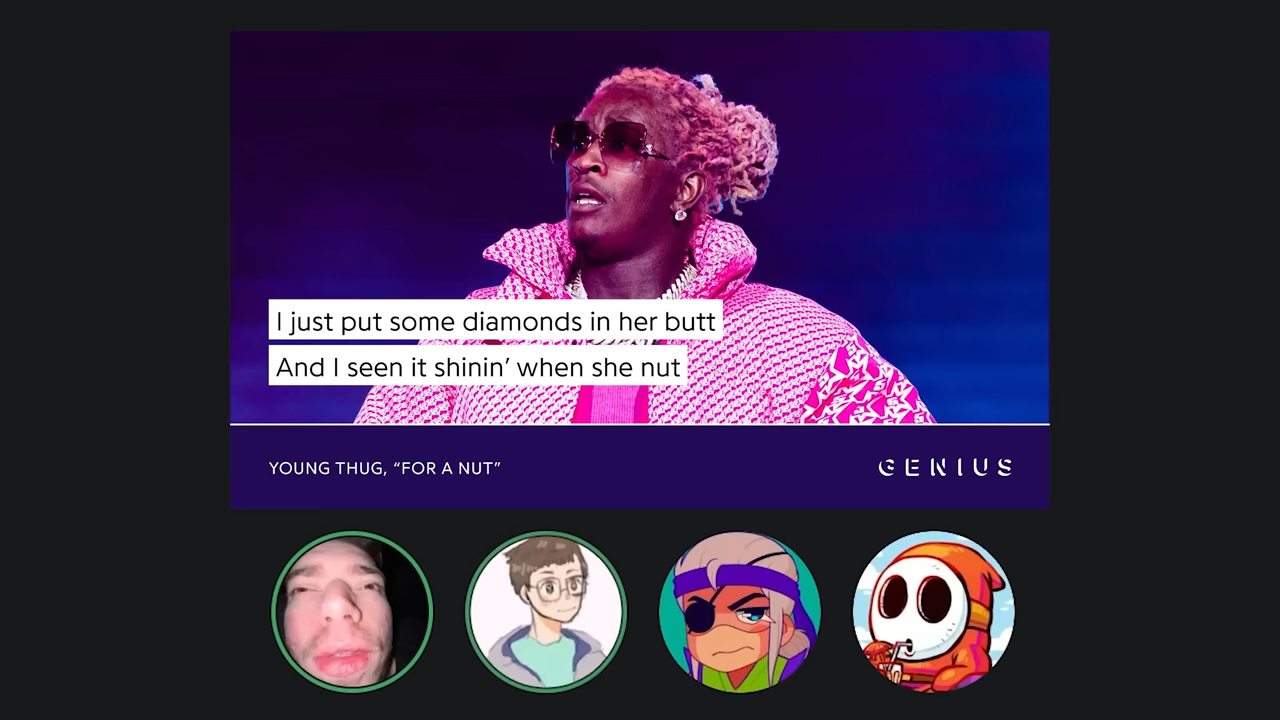 I just put some diamonds in her butt
And I seen it shinin’ when she nut
YOUNG THUG, “FOR A NUT”
GENIUS